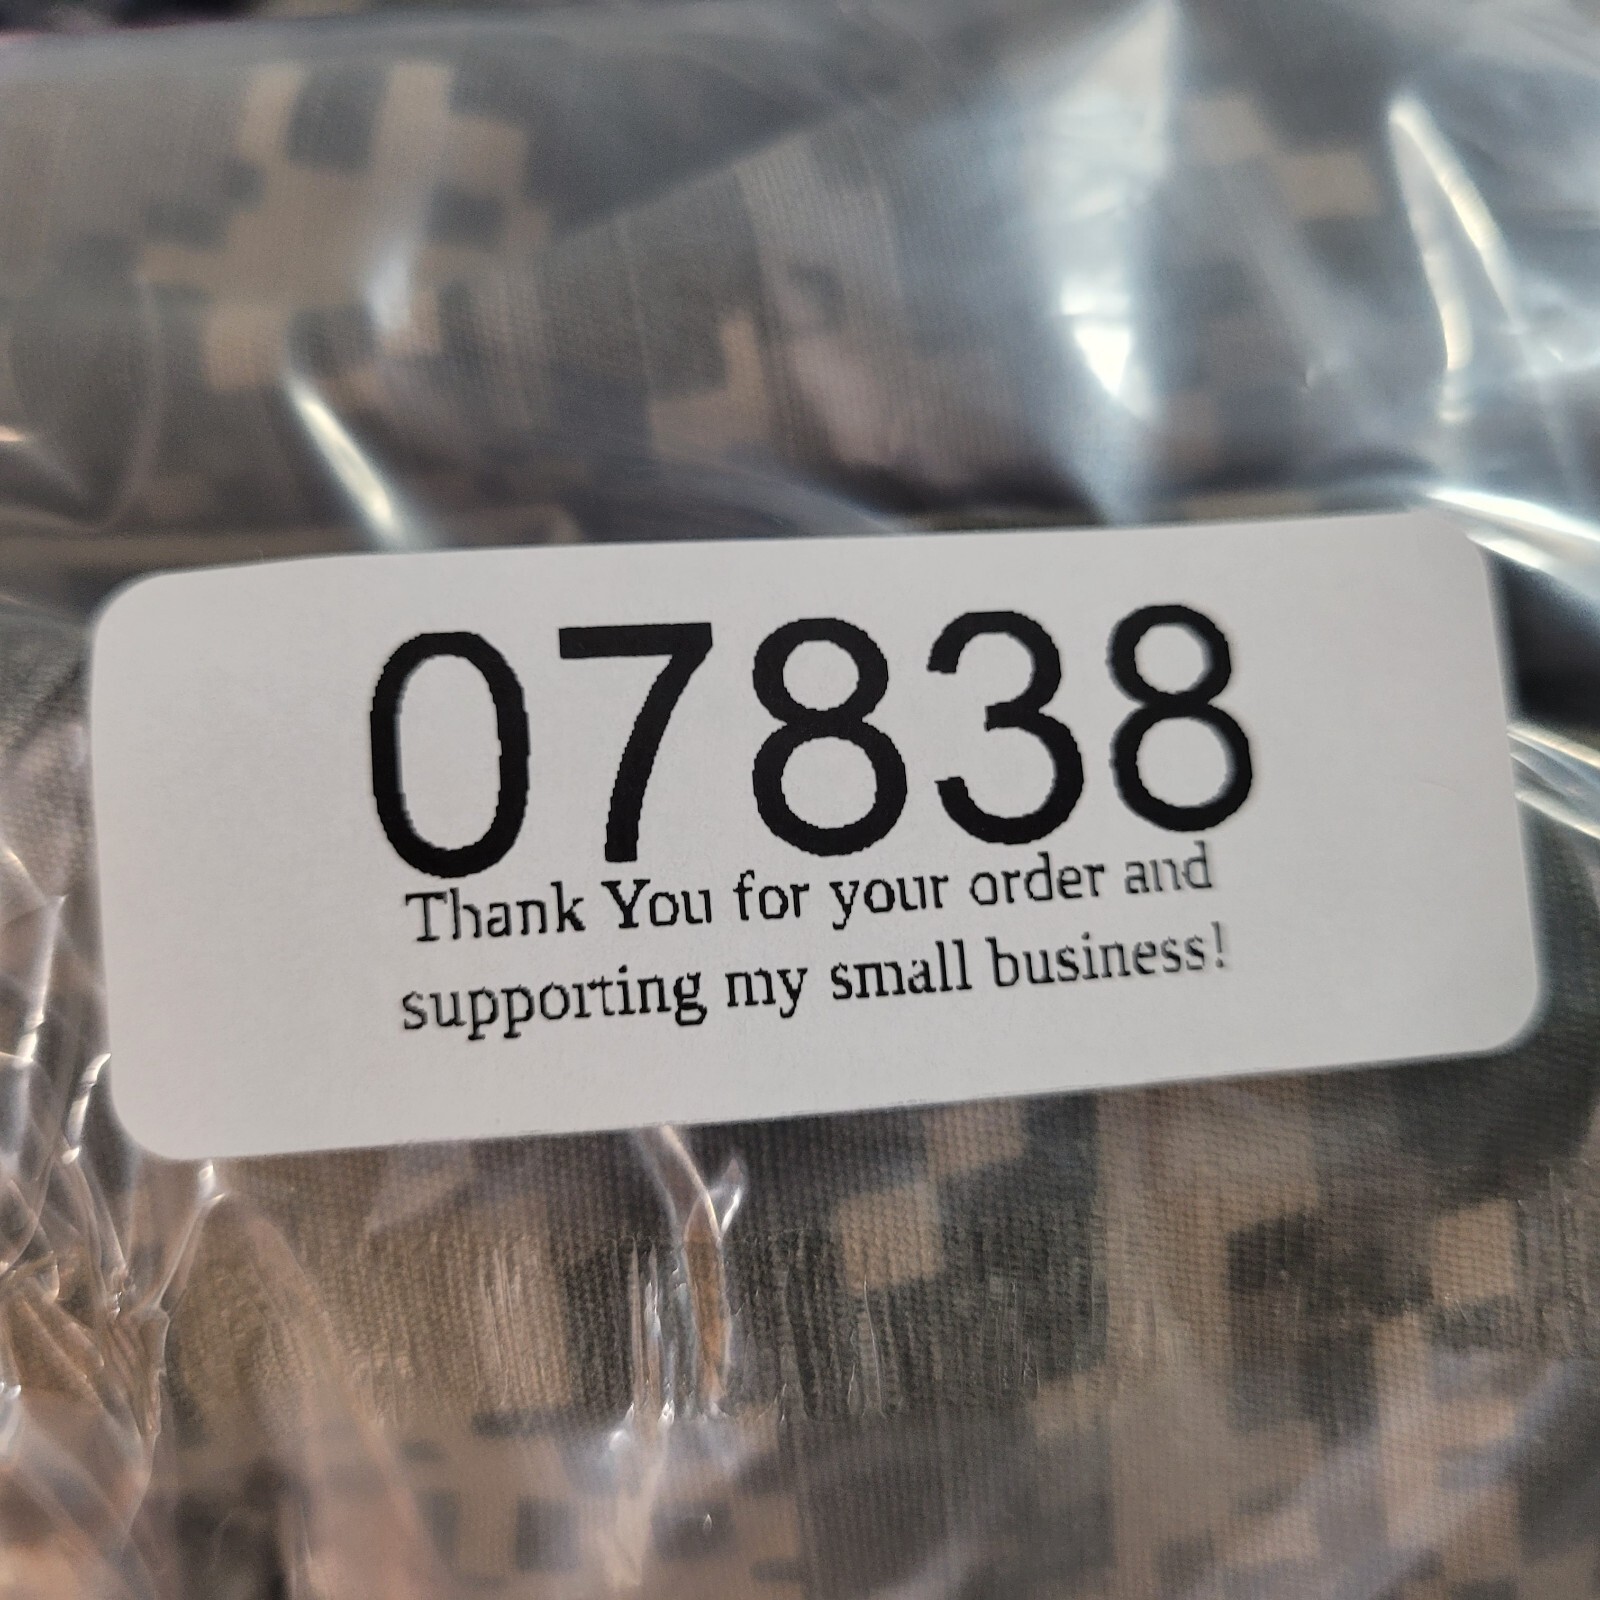 07838
Thank You for your order and
supporting my small business!